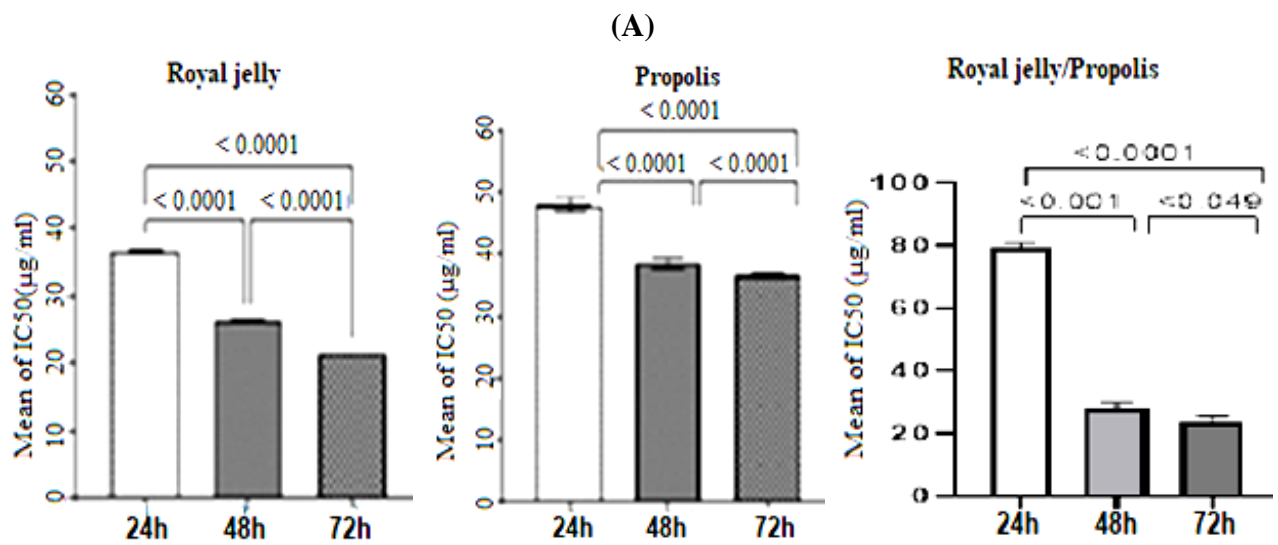 (A)
Royal jelly
Mean of IC50(µg/ml)
60
50
40
30
20
10
0
< 0.0001
< 0.0001 < 0.0001
24h 48h 72h
Propolis
Mean of IC50 (µg/ml)
60
50
40
30
20
10
0
< 0.0001
< 0.0001 < 0.0001
24h 48h 72h
Royal jelly/Propolis
Mean of IC50 (µg/ml)
100
80
60
40
20
0
<0.0001
<0.001 <0.049
24h 48h 72h